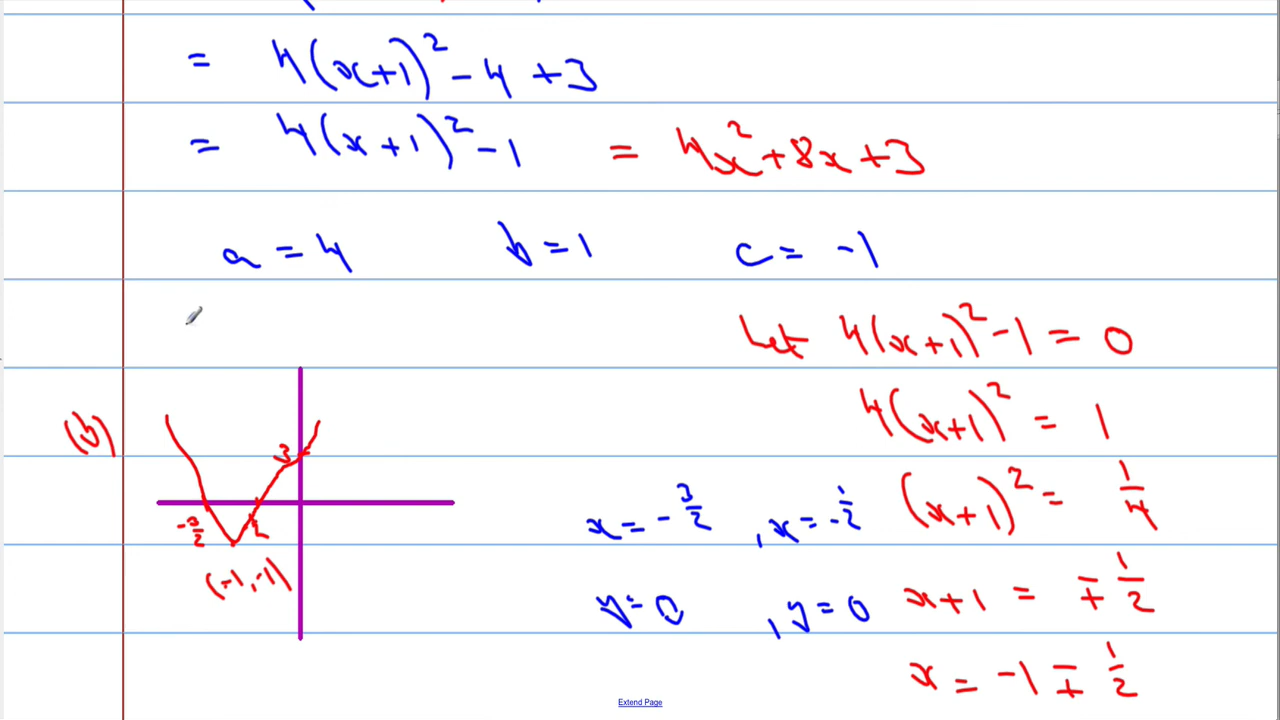 = 4(x+1)² - 4 + 3
= 4(x+1)² - 1 = 4x² + 8x + 3
a = 4 b = 1 c = -1
Let 4(x+1)² - 1 = 0
4(x+1)² = 1
(x+1)² = 1/4
x+1 = ∓ 1/2
x = -1 ∓ 1/2
x = -3/2 , x = -1/2
y = 0 , y = 0
(b)
3
-3/2
(-1, -1)
Extend Page